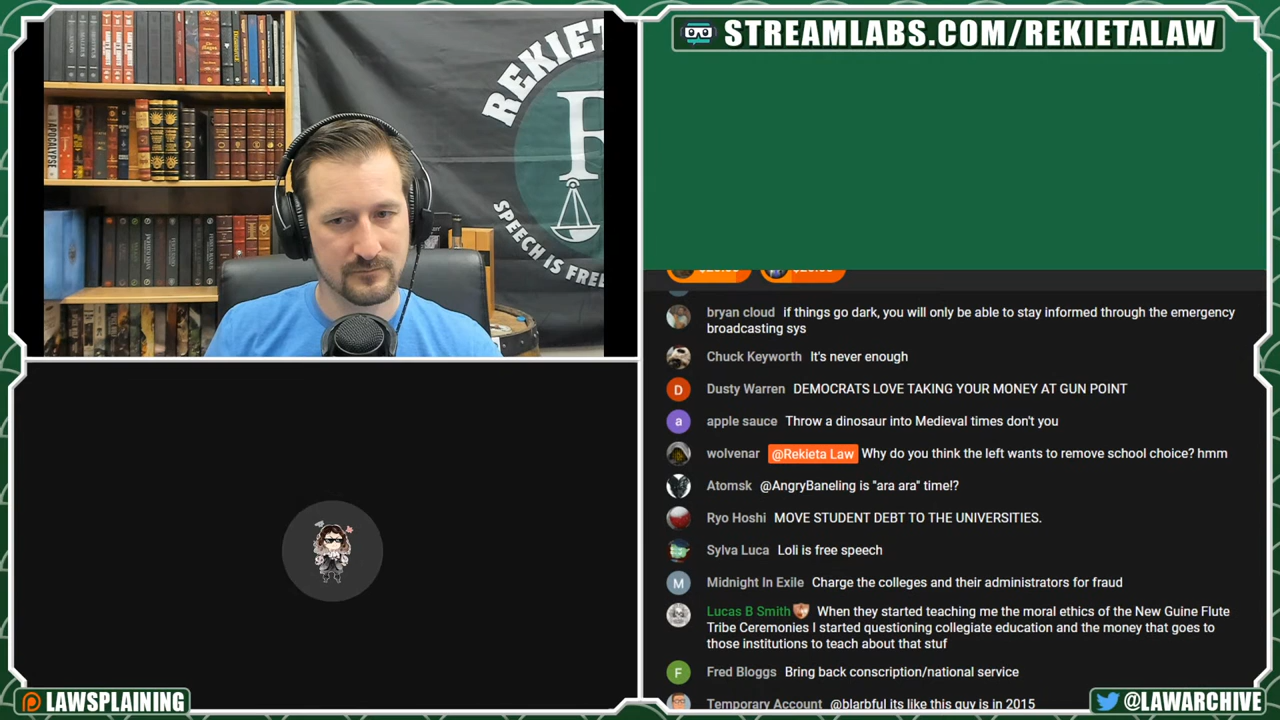 STREAMLABS.COM/REKIETALAW
REKIET
R
SPEECH IS FREE
APOCALYPSE
bryan cloud if things go dark, you will only be able to stay informed through the emergency
broadcasting sys
Chuck Keyworth It's never enough
D Dusty Warren DEMOCRATS LOVE TAKING YOUR MONEY AT GUN POINT
a apple sauce Throw a dinosaur into Medieval times don't you
wolvenar @Rekieta Law Why do you think the left wants to remove school choice? hmm
Atomsk @AngryBaneling is "ara ara" time!?
Ryo Hoshi MOVE STUDENT DEBT TO THE UNIVERSITIES.
Sylva Luca Loli is free speech
M Midnight In Exile Charge the colleges and their administrators for fraud
Lucas B Smith When they started teaching me the moral ethics of the New Guine Flute
Tribe Ceremonies I started questioning collegiate education and the money that goes to
those institutions to teach about that stuf
F Fred Bloggs Bring back conscription/national service
Temporary Account @blarbful its like this guy is in 2015
LAWSPLAINING
@LAWARCHIVE